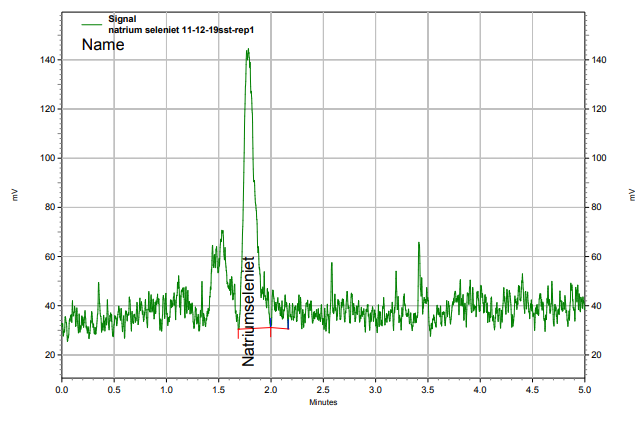 Signal
natrium seleniet 11-12-19sst-rep1
Name
140
120
100
80
60
40
20
mV
140
120
100
80
60
40
20
mV
Natriumseleniet
0.0 0.5 1.0 1.5 2.0 2.5 3.0 3.5 4.0 4.5 5.0
Minutes